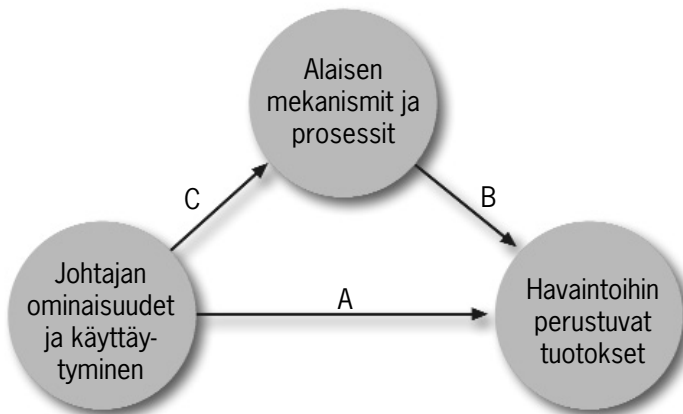 Alaisen
mekanismit ja
prosessit
C
B
Johtajan
ominaisuudet
ja käyttäy-
tyminen
A
Havaintoihin
perustuvat
tuotokset